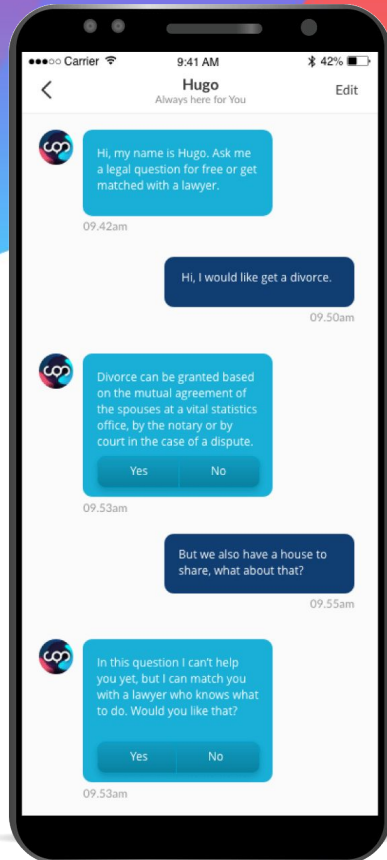 Carrier 9:41 AM 42%
Hugo
Edit
Always here for You
Hi, my name is Hugo. Ask me
a legal question for free or get
matched with a lawyer.
09.42am
Hi, I would like get a divorce.
09.50am
Divorce can be granted based
on the mutual agreement of
the spouses at a vital statistics
office, by the notary or by
court in the case of a dispute.
Yes No
09.53am
But we also have a house to
share, what about that?
09.55am
In this question I can't help
you yet, but I can match you
with a lawyer who knows what
to do. Would you like that?
Yes No
09.53am